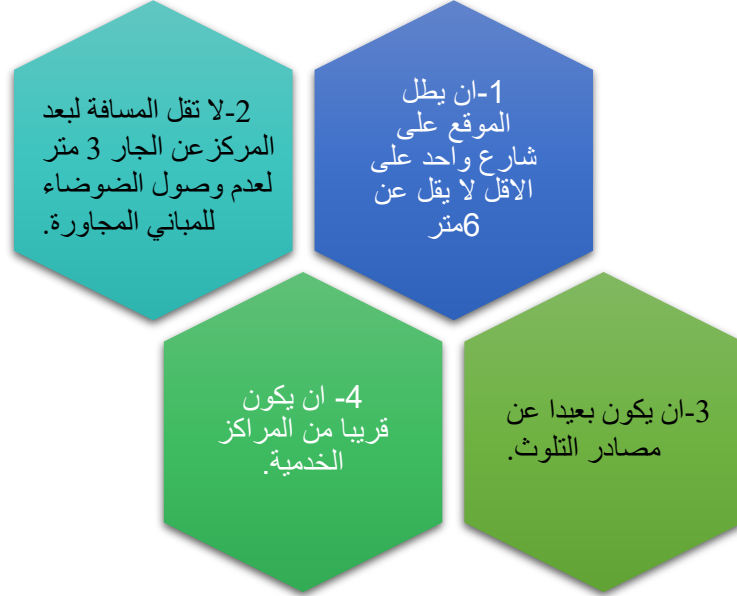 1-ان يطل
الموقع على
شارع واحد على
الاقل لا يقل عن
6متر
2-لا تقل المسافة لبعد
المركزعن الجار 3 متر
لعدم وصول الضوضاء
للمباني المجاورة.
3-ان يكون بعيدا عن
مصادر التلوث.
4- ان يكون
قريبا من المراكز
الخدمية.